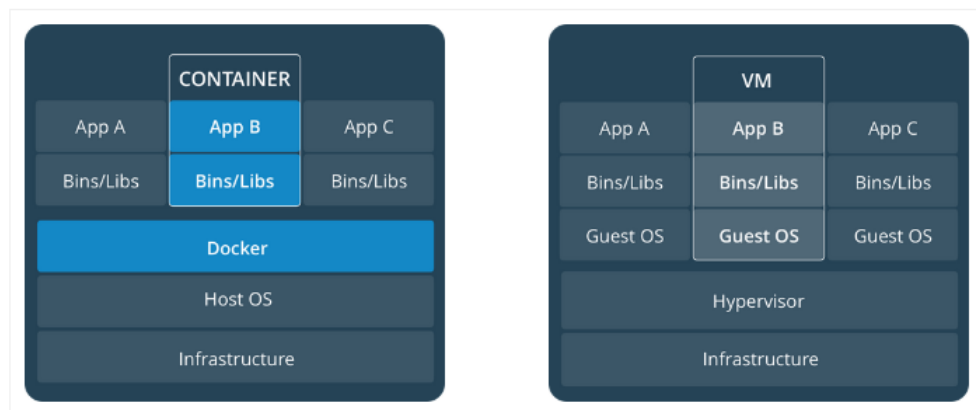 CONTAINER
App A App B App C
Bins/Libs Bins/Libs Bins/Libs
Docker
Host OS
Infrastructure
VM
App A App B App C
Bins/Libs Bins/Libs Bins/Libs
Guest OS Guest OS Guest OS
Hypervisor
Infrastructure